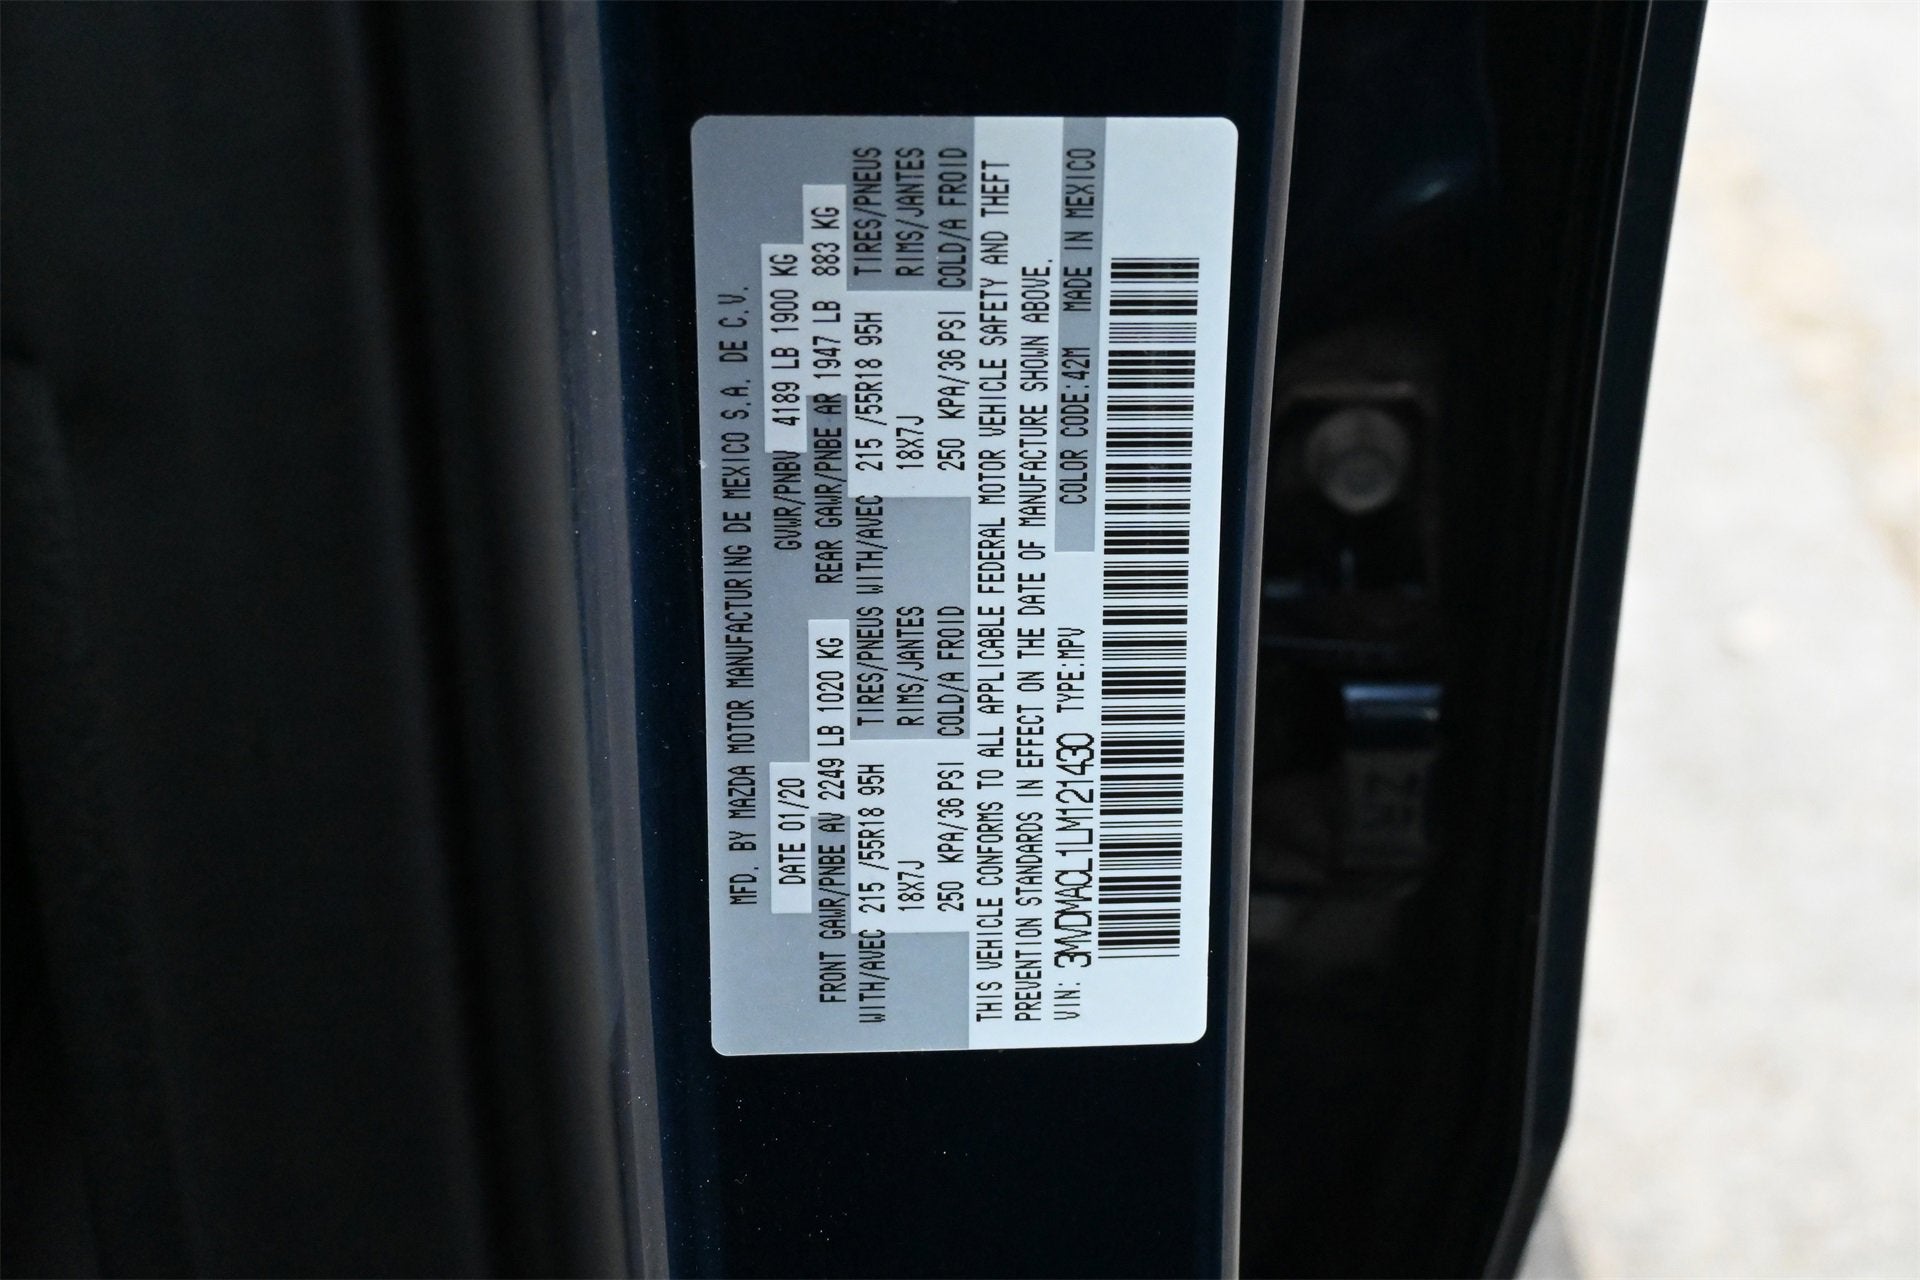 MFD. BY MAZDA MOTOR MANUFACTURING DE MEXICO S.A. DE C.V.
DATE 01/20 GVWR/PNBV 4189 LB 1900 KG
FRONT GAWR/PNBE AV 2249 LB 1020 KG REAR GAWR/PNBE AR 1947 LB 883 KG
WITH/AVEC 215 /55R18 95H TIRES/PNEUS WITH/AVEC 215 /55R18 95H TIRES/PNEUS
18X7J RIMS/JANTES 18X7J RIMS/JANTES
250 KPA/36 PSI COLD/A FROID 250 KPA/36 PSI COLD/A FROID
THIS VEHICLE CONFORMS TO ALL APPLICABLE FEDERAL MOTOR VEHICLE SAFETY AND THEFT
PREVENTION STANDARDS IN EFFECT ON THE DATE OF MANUFACTURE SHOWN ABOVE.
VIN: 3MVDMACL1LM121430 TYPE:MPV COLOR CODE:42M MADE IN MEXICO